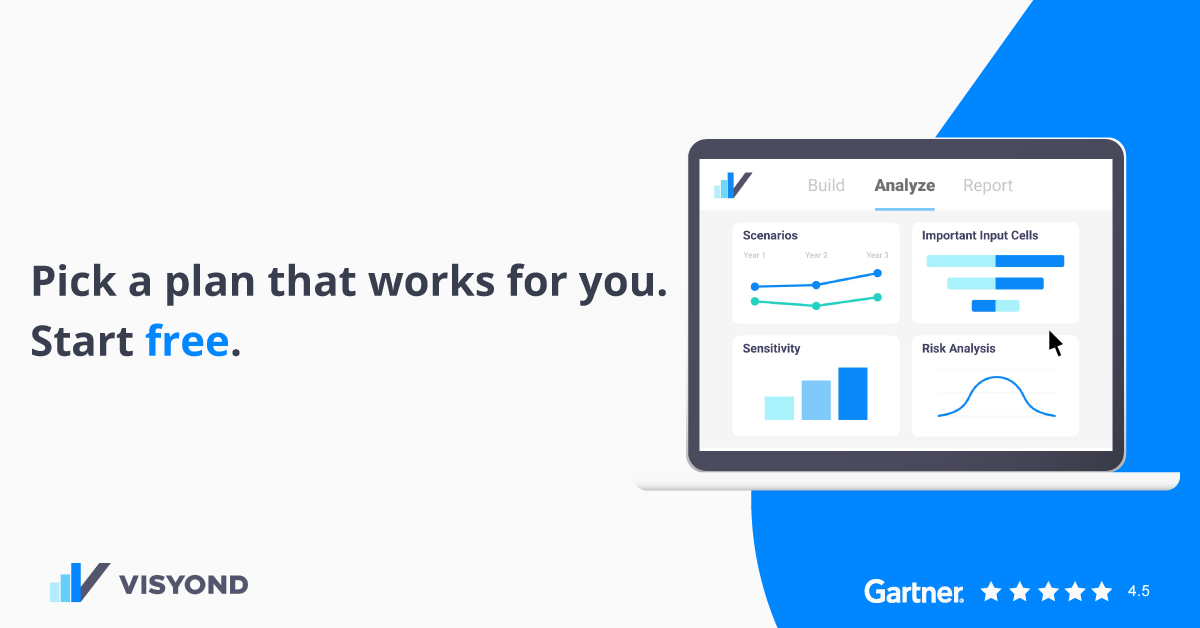 Pick a plan that works for you.
Start free.
Build Analyze Report
Scenarios
Year 1 Year 2 Year 3
Important Input Cells
Sensitivity
Risk Analysis
VISYOND
Gartner. 4.5